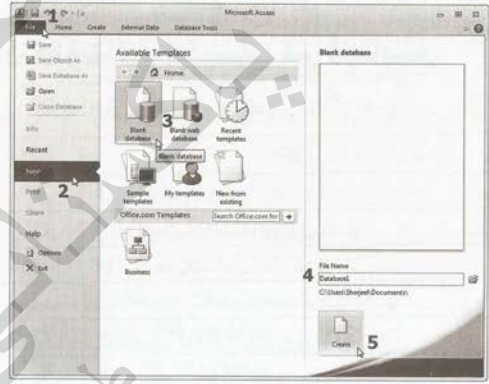 Microsoft Access
1
File Home Create External Data Database Tools
Save
Save Object As
Save Database As
Open
Close Database
Info
Recent
New
2
Print
Share
Help
Options
Exit
Available Templates
Home
Blank database
3
Blank web database
Recent templates
Blank database
Sample templates
My templates
New from existing
Office.com Templates
Search Office.com for
Business
Blank database
File Name
4
Database1
C:\Users\Sharjeel\Documents\
Create
5